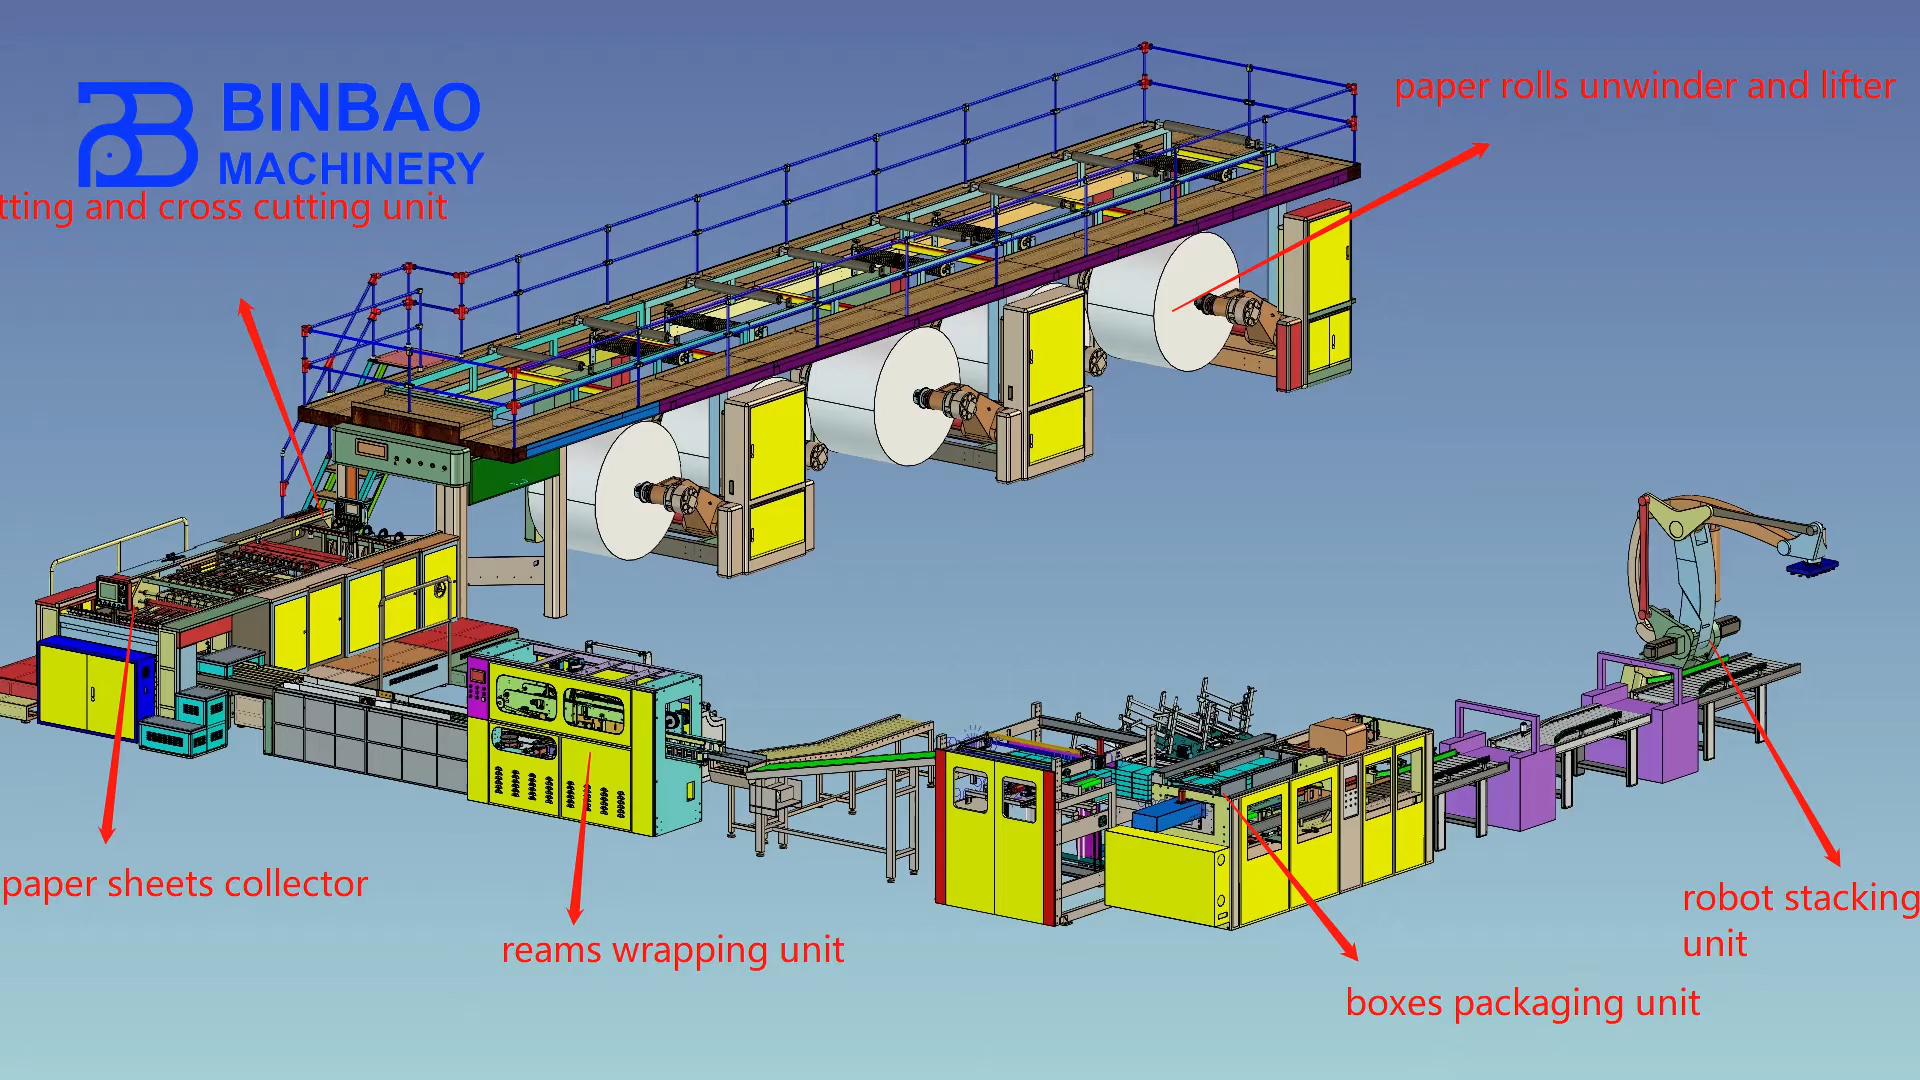 BINBAO
MACHINERY
paper rolls unwinder and lifter
and cross cutting unit
paper sheets collector
reams wrapping unit
robot stacking
unit
boxes packaging unit